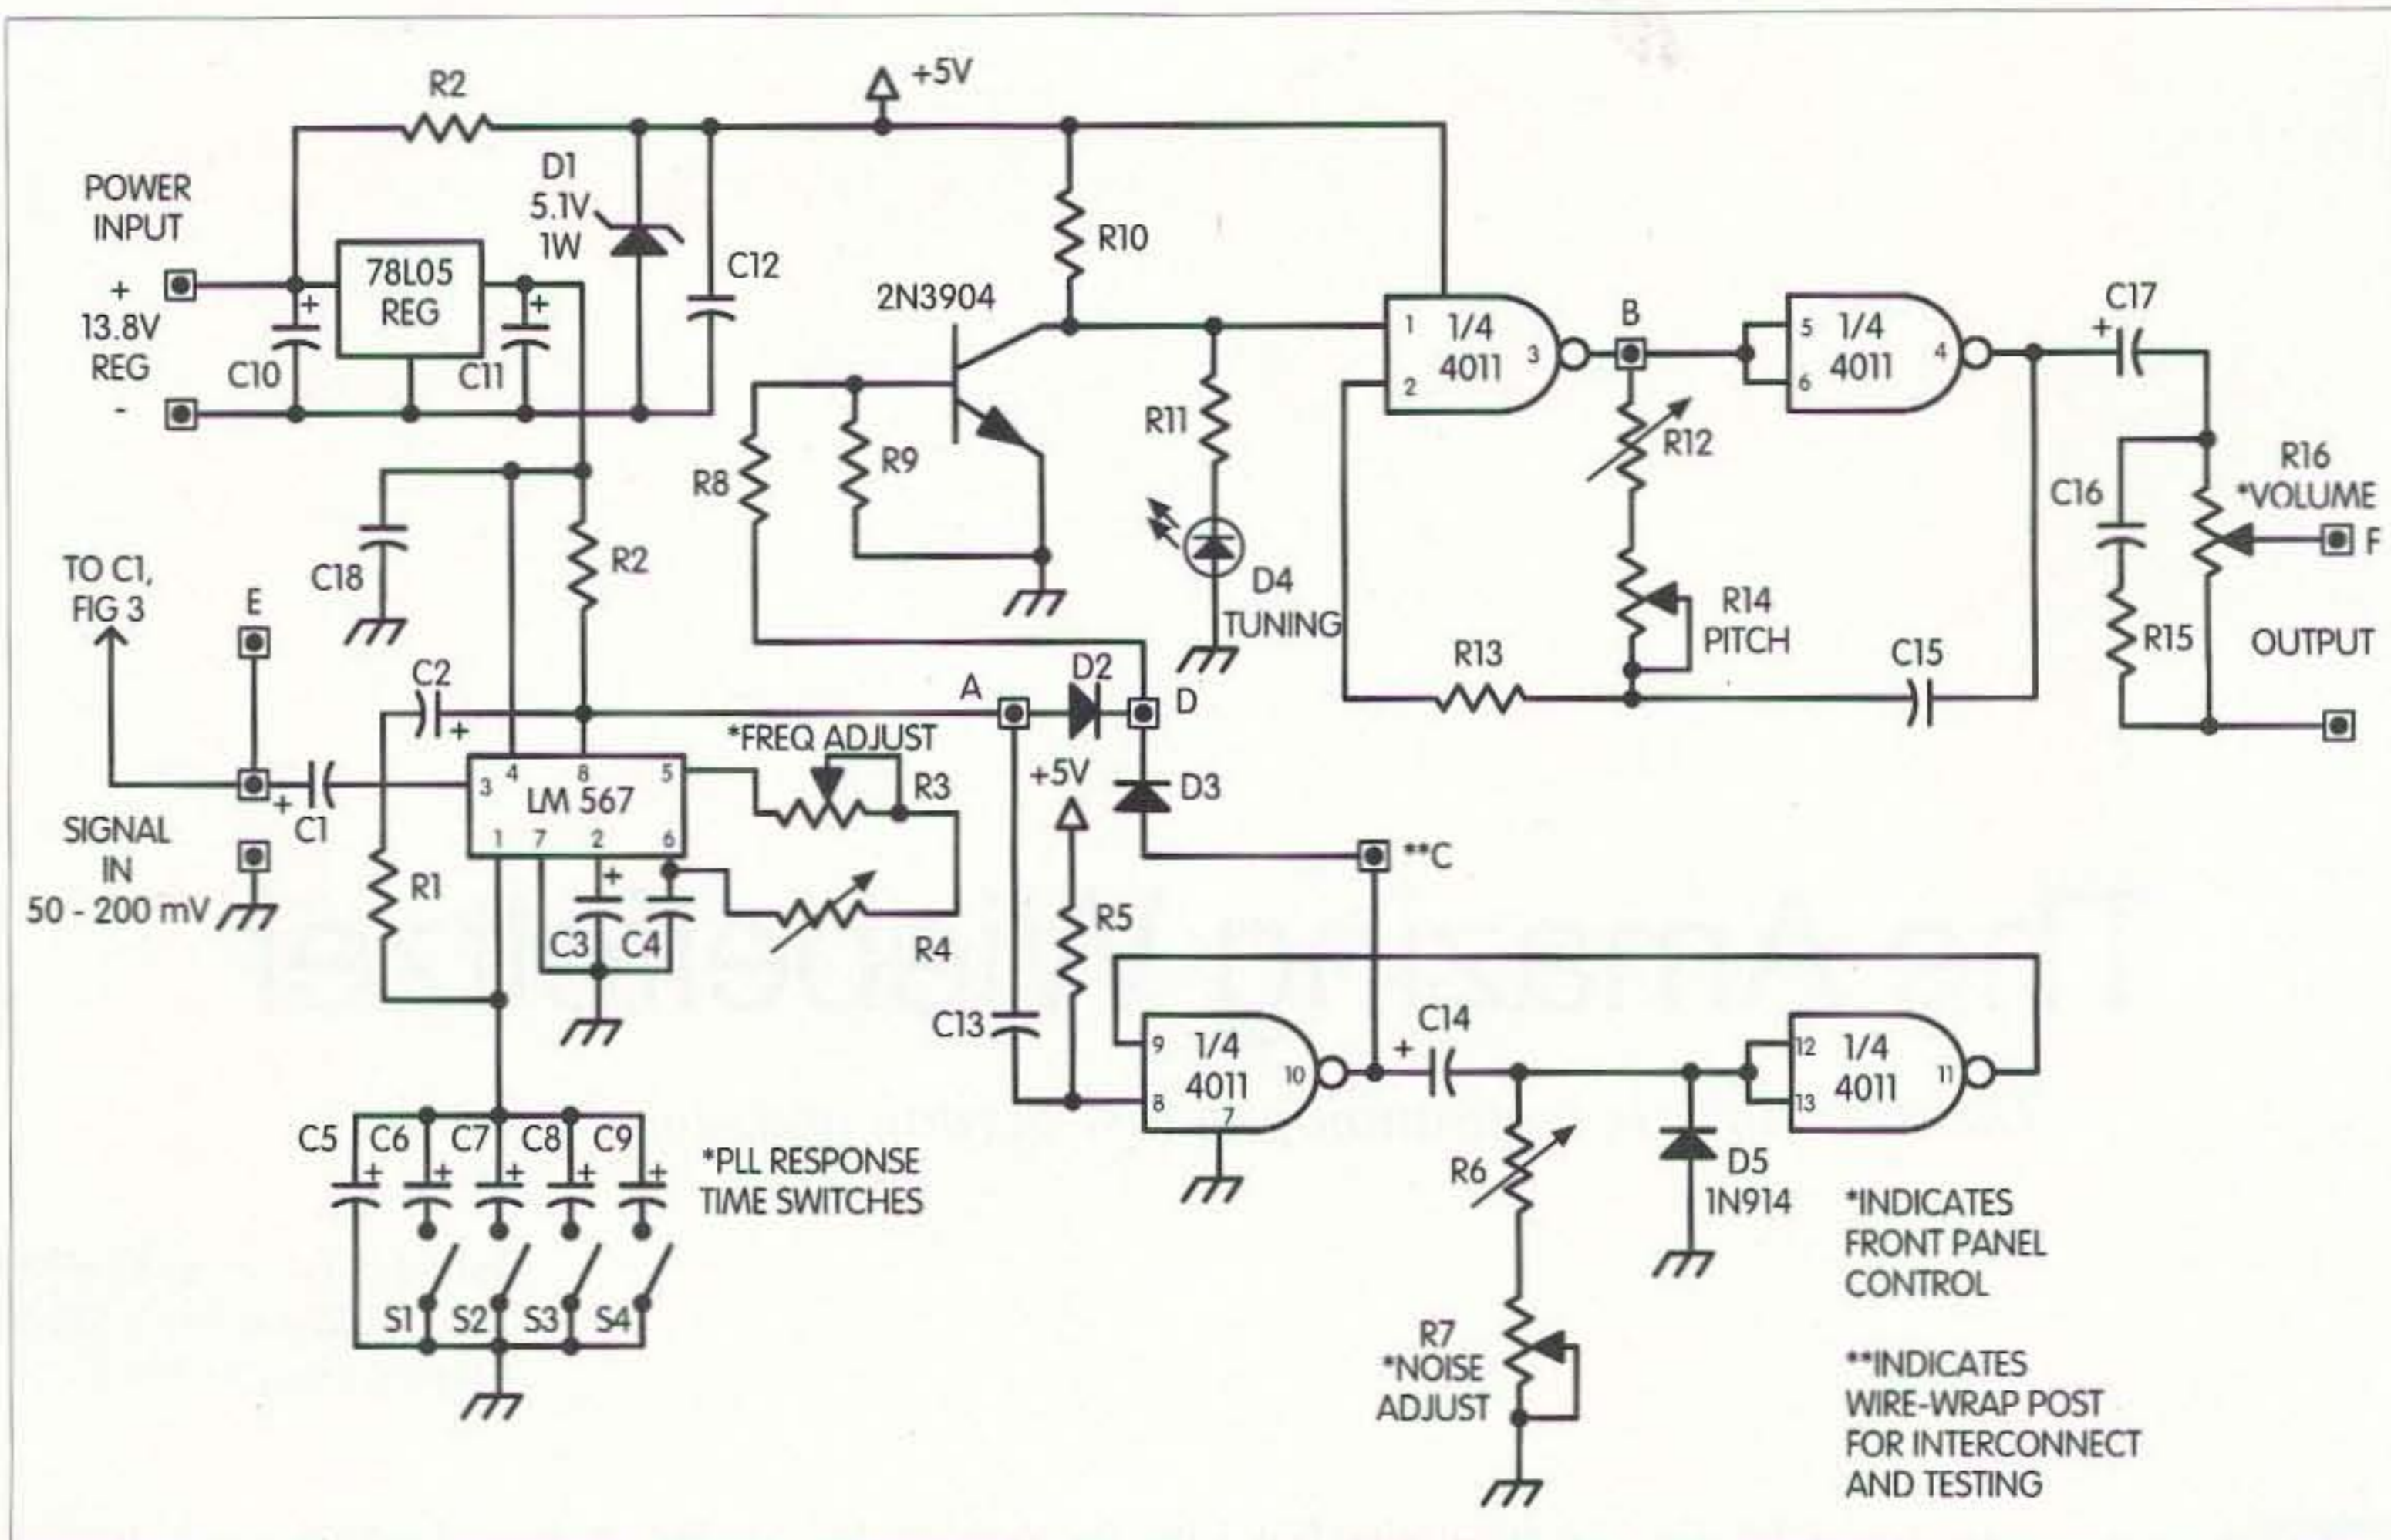 R2
+5V
POWER
INPUT
+
13.8V
REG
-
78L05
REG
+
C10
+
C11
D1
5.1V
1W
C12
2N3904
R10
R8
R9
R11
D4
TUNING
1
2
1/4
4011
3
B
5
6
1/4
4011
4
C17
+
R12
R14
PITCH
R13
C15
C16
R15
R16
*VOLUME
F
OUTPUT
C18
R2
TO C1,
FIG 3
E
C2
+
+
C1
SIGNAL
IN
50 - 200 mV
R1
3
4
8
5
LM 567
1
7
2
6
+
C3
C4
*FREQ ADJUST
R3
R4
A
D2
D
D3
+5V
R5
**C
C13
9
8
1/4
4011
10
7
C14
+
12
13
1/4
4011
11
R6
D5
1N914
R7
*NOISE
ADJUST
C5
C6
C7
C8
C9
+
+
+
+
+
S1
S2
S3
S4
*PLL RESPONSE
TIME SWITCHES
*INDICATES
FRONT PANEL
CONTROL
**INDICATES
WIRE-WRAP POST
FOR INTERCONNECT
AND TESTING